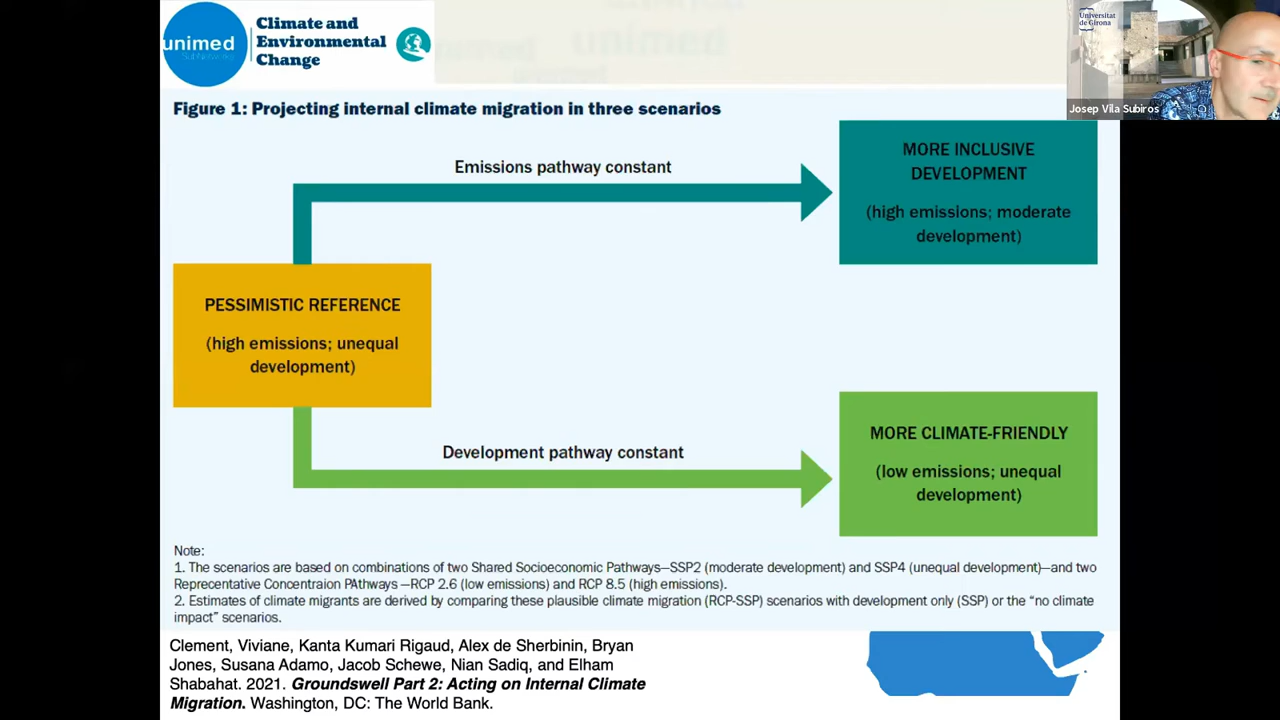 unimed
SubNetworks
Climate and
Environmental
Change
unimed
Universitat
de Girona
Josep Vila Subiros
Figure 1: Projecting internal climate migration in three scenarios
Emissions pathway constant
MORE INCLUSIVE
DEVELOPMENT
(high emissions; moderate
development)
PESSIMISTIC REFERENCE
(high emissions; unequal
development)
Development pathway constant
MORE CLIMATE-FRIENDLY
(low emissions; unequal
development)
Note:
1. The scenarios are based on combinations of two Shared Socioeconomic Pathways—SSP2 (moderate development) and SSP4 (unequal development)—and two
Reprecentative Concentraion PAthways —RCP 2.6 (low emissions) and RCP 8.5 (high emissions).
2. Estimates of climate migrants are derived by comparing these plausible climate migration (RCP-SSP) scenarios with development only (SSP) or the “no climate
impact” scenarios.
Clement, Viviane, Kanta Kumari Rigaud, Alex de Sherbinin, Bryan
Jones, Susana Adamo, Jacob Schewe, Nian Sadiq, and Elham
Shabahat. 2021. Groundswell Part 2: Acting on Internal Climate
Migration. Washington, DC: The World Bank.